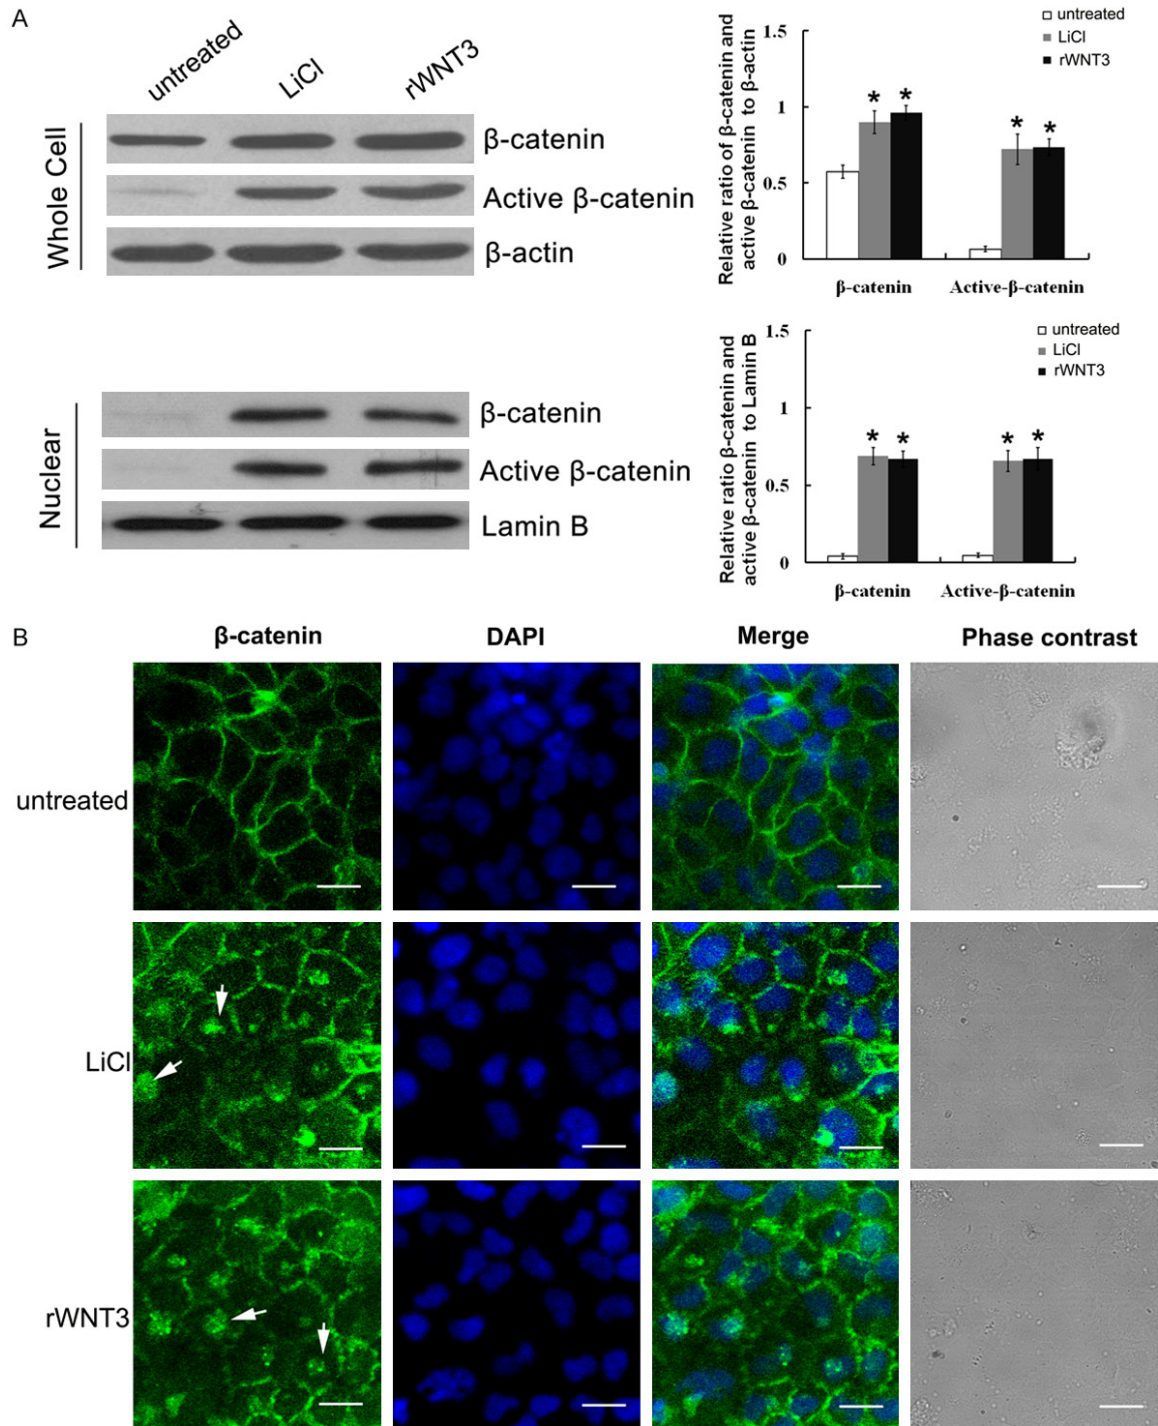 A
untreated
LiCl
rWNT3
Whole Cell
β-catenin
Active β-catenin
β-actin
Relative ratio of β-catenin and
active β-catenin to β-actin
1.5
1
0.5
0
* * * *
β-catenin Active-β-catenin
untreated
LiCl
rWNT3
Nuclear
β-catenin
Active β-catenin
Lamin B
Relative ratio β-catenin and
active β-catenin to Lamin B
1.5
1
0.5
0
* * * *
β-catenin Active-β-catenin
untreated
LiCl
rWNT3
B
β-catenin DAPI Merge Phase contrast
untreated
LiCl
rWNT3